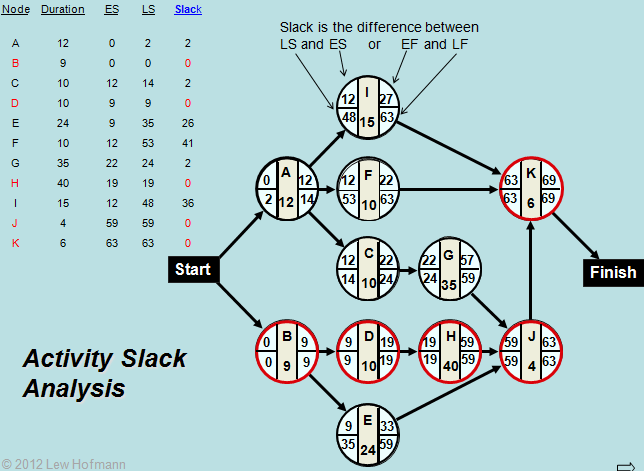 Node Duration ES LS Slack
A 12 0 2 2
B 9 0 0 0
C 10 12 14 2
D 10 9 9 0
E 24 9 35 26
F 10 12 53 41
G 35 22 24 2
H 40 19 19 0
I 15 12 48 36
J 4 59 59 0
K 6 63 63 0
Slack is the difference between
LS and ES or EF and LF
I
12 27
48 63
15
A
0 12
2 14
12
F
12 22
53 63
10
K
63 69
63 69
6
C
12 22
14 24
10
G
22 57
24 59
35
Start
Finish
B
0 9
0 9
9
D
9 19
9 19
10
H
19 59
19 59
40
J
59 63
59 63
4
E
9 33
35 59
24
Activity Slack
Analysis
© 2012 Lew Hofmann